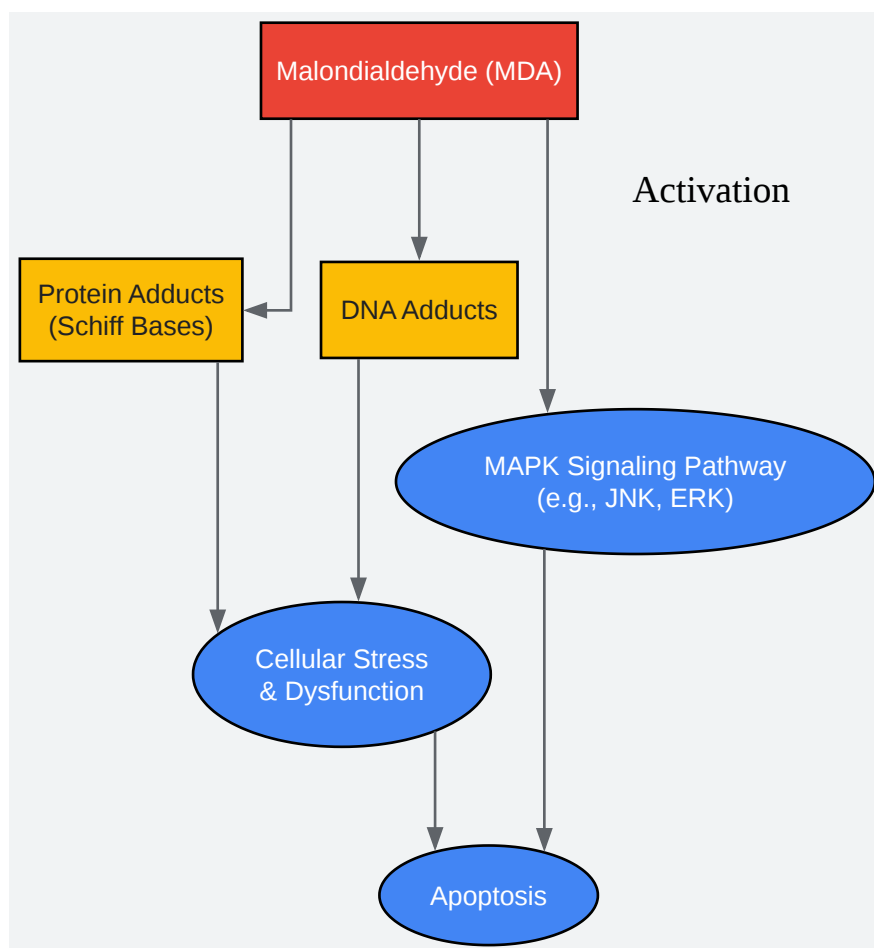 Malondialdehyde (MDA)
Activation
Protein Adducts
(Schiff Bases)
DNA Adducts
MAPK Signaling Pathway
(e.g., JNK, ERK)
Cellular Stress
& Dysfunction
Apoptosis